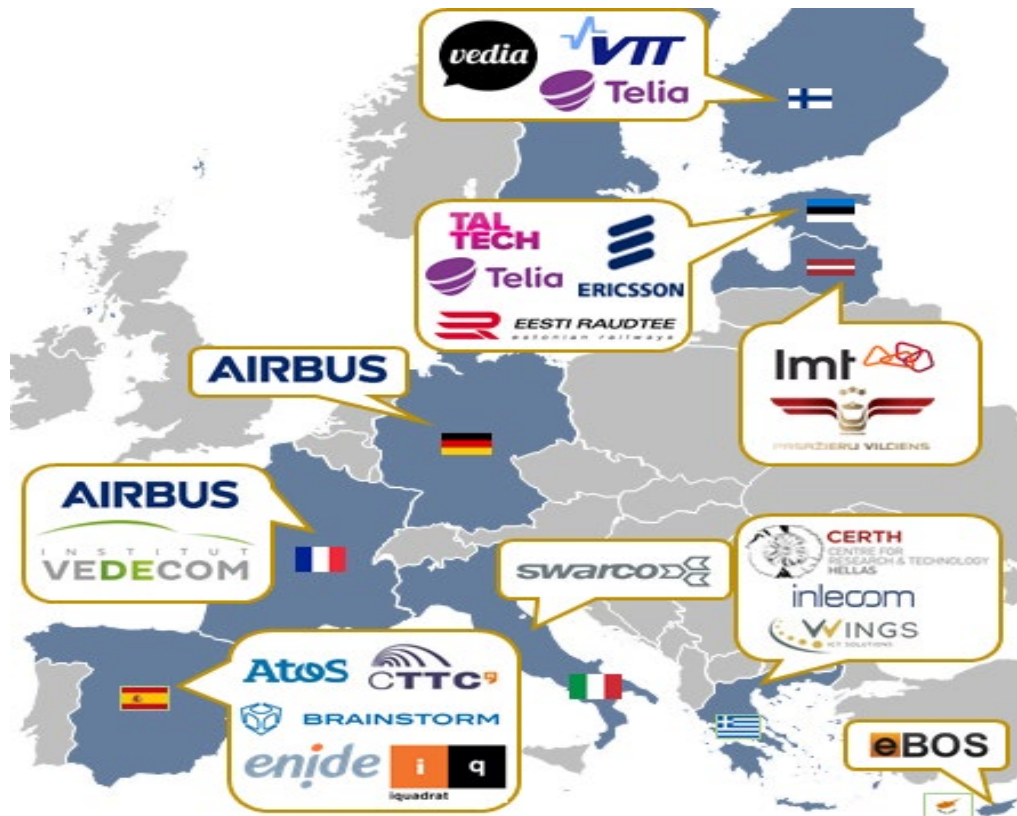 vedia
VTT
Telia
TAL
TECH
Telia
ERICSSON
EESTI RAUDTEE
estonian railways
AIRBUS
lmt
PASAŽIERU VILCIENS
AIRBUS
INSTITUT
VEDECOM
swarco
CERTH
CENTRE FOR
RESEARCH & TECHNOLOGY
HELLAS
inlecom
WINGS
ICT SOLUTIONS
Atos CTTC
BRAINSTORM
enide
i q
iquadrat
eBOS